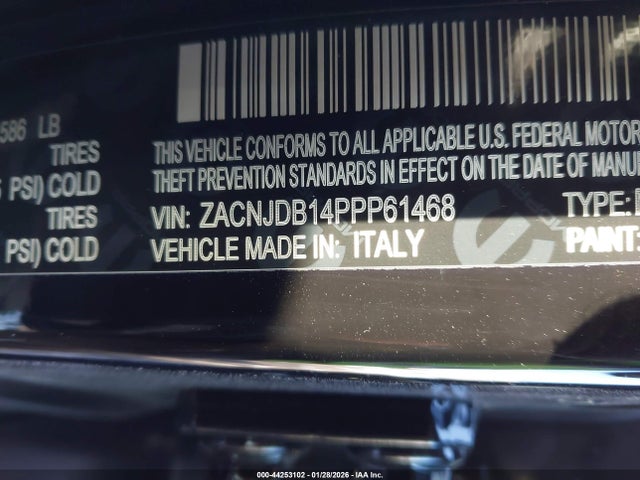 586 LB
TIRES
PSI) COLD
TIRES
PSI) COLD
THIS VEHICLE CONFORMS TO ALL APPLICABLE U.S. FEDERAL MOTOR
THEFT PREVENTION STANDARDS IN EFFECT ON THE DATE OF MANU
VIN: ZACNJDB14PPP61468 TYPE:
VEHICLE MADE IN: ITALY PAINT:
000-44253102 - 01/28/2026 - IAA Inc.